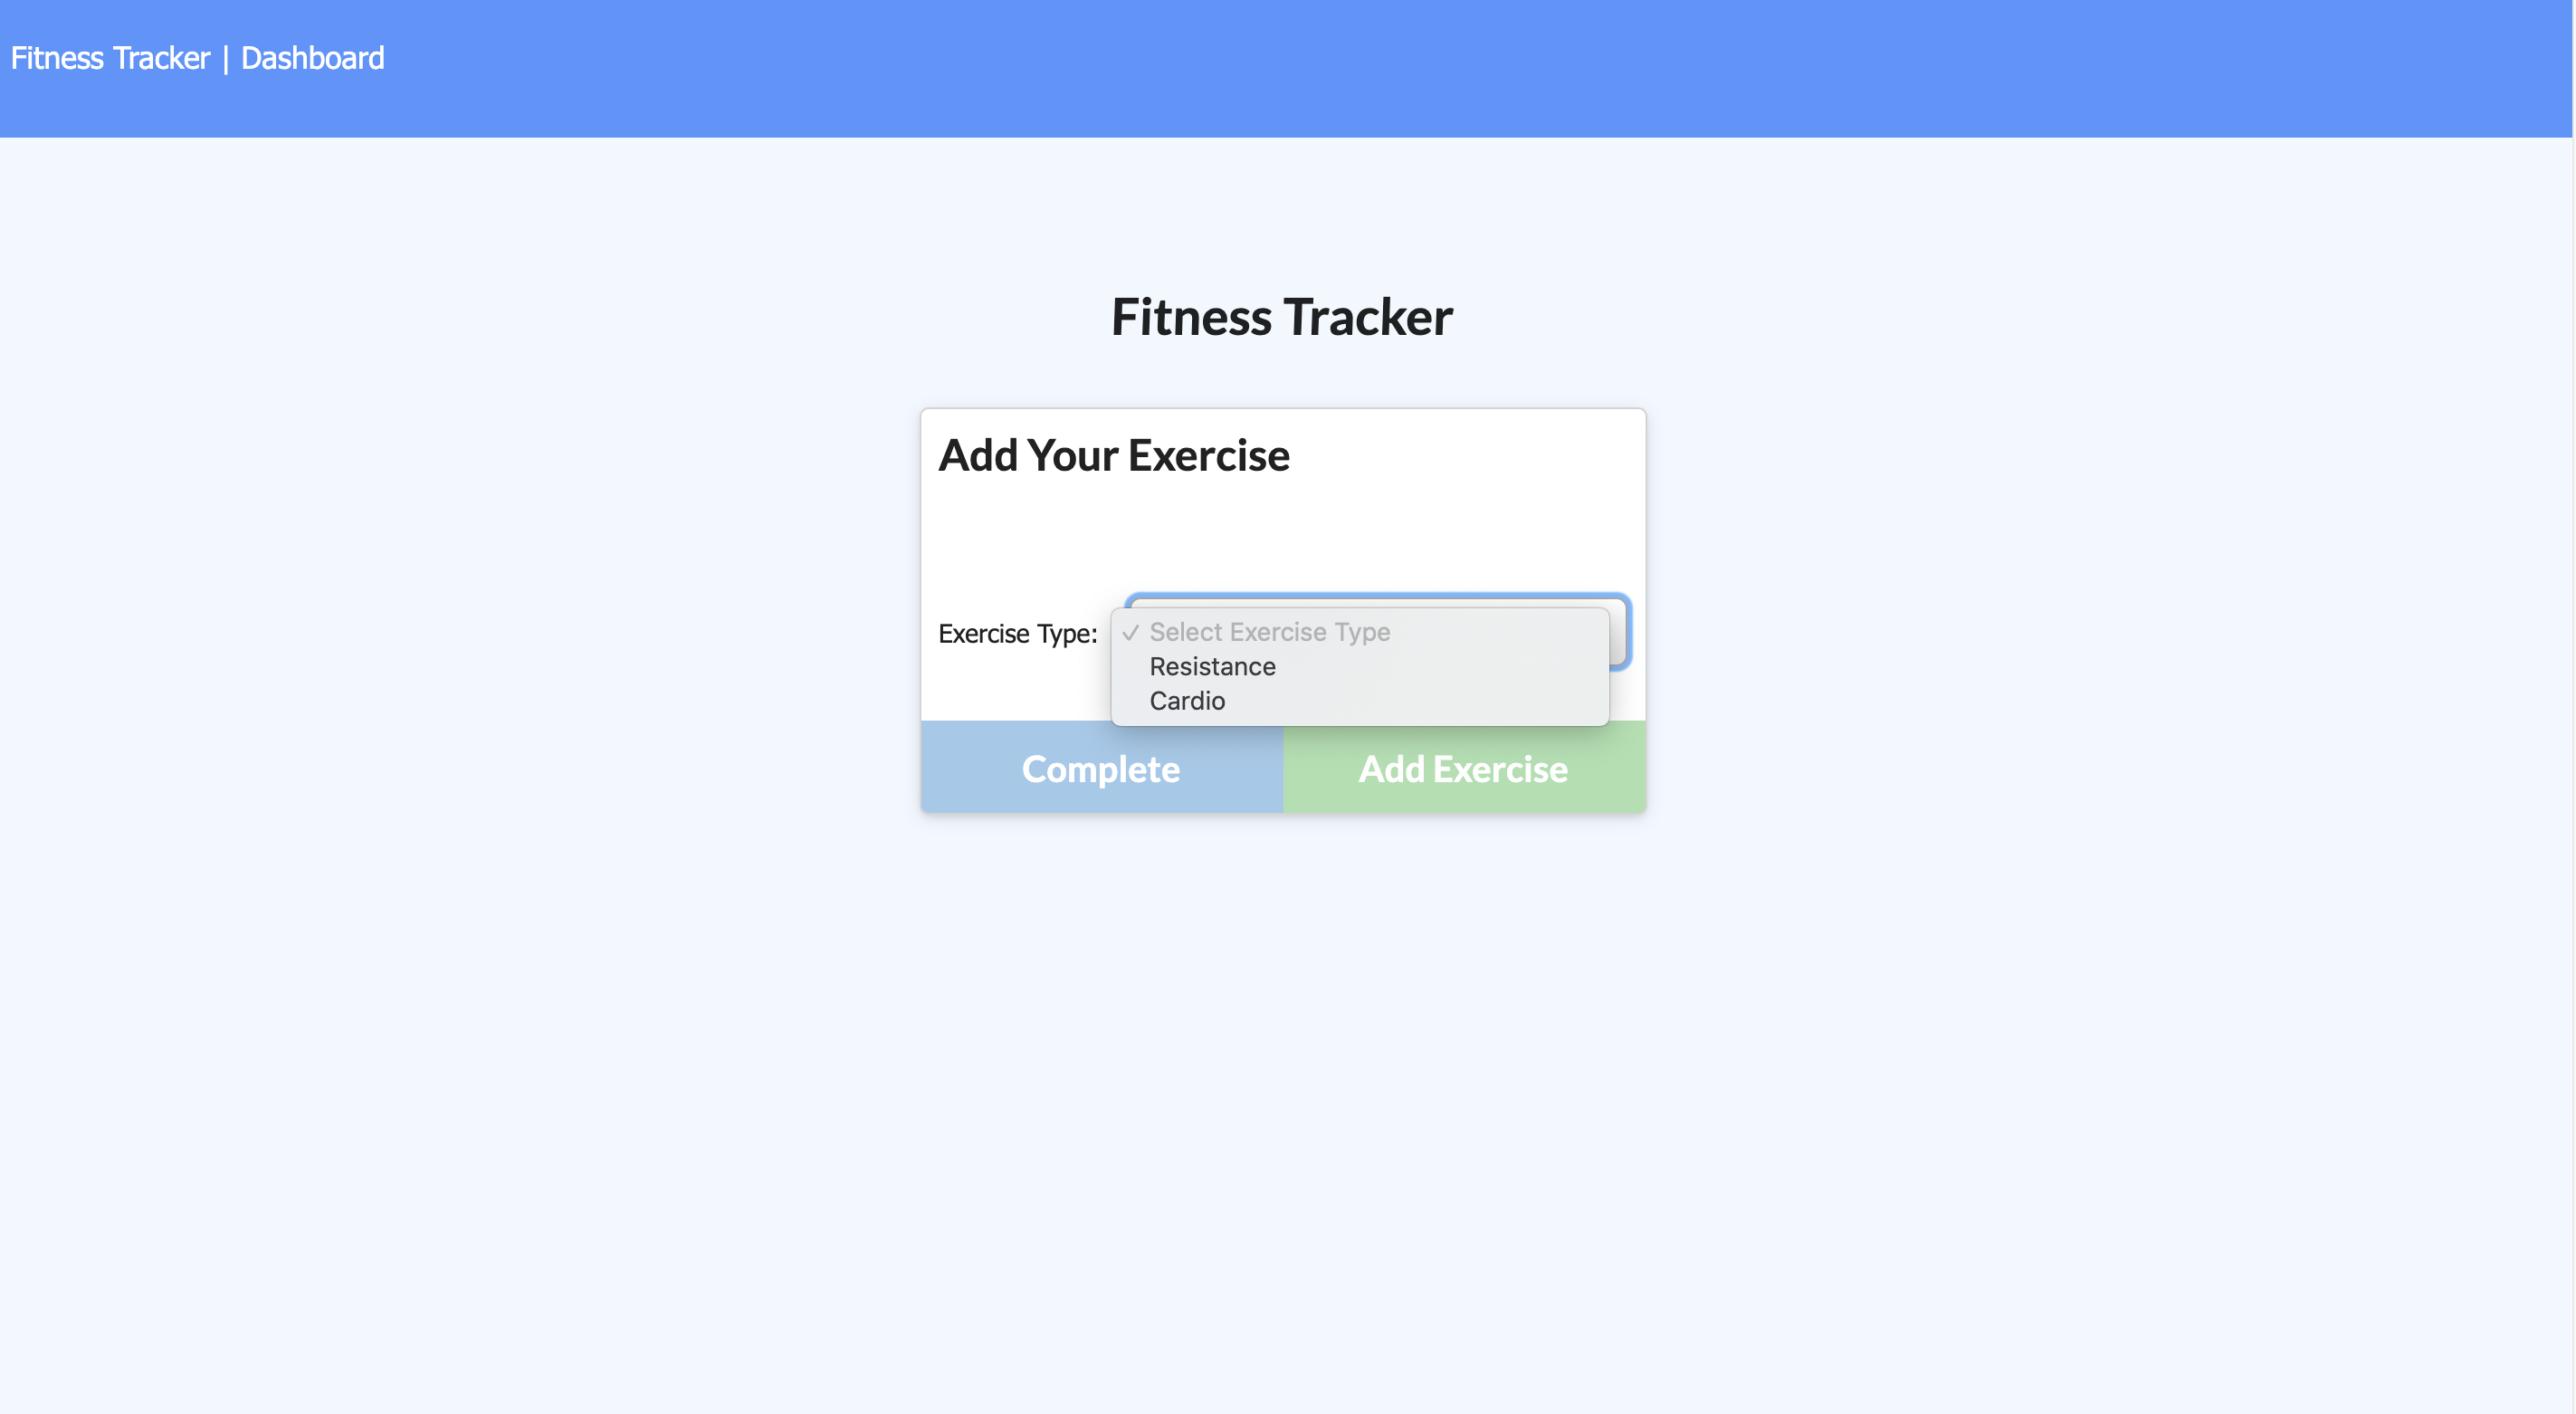 Fitness Tracker | Dashboard
Fitness Tracker
Add Your Exercise
Exercise Type:
Select Exercise Type
Resistance
Cardio
Complete
Add Exercise